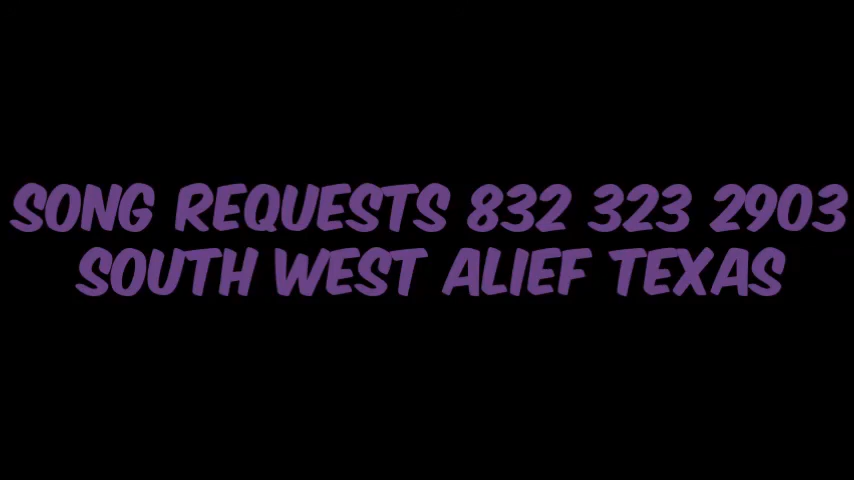 SONG REQUESTS 832 323 2903
SOUTH WEST ALIEF TEXAS